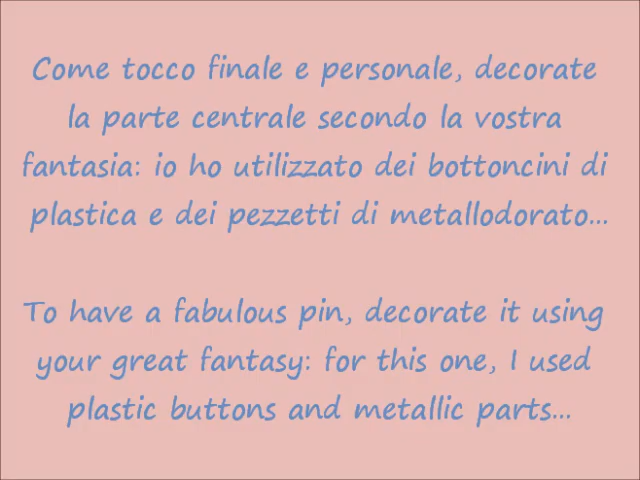 Come tocco finale e personale, decorate
la parte centrale secondo la vostra
fantasia: io ho utilizzato dei bottoncini di
plastica e dei pezzetti di metallodorato...
To have a fabulous pin, decorate it using
your great fantasy: for this one, I used
plastic buttons and metallic parts...